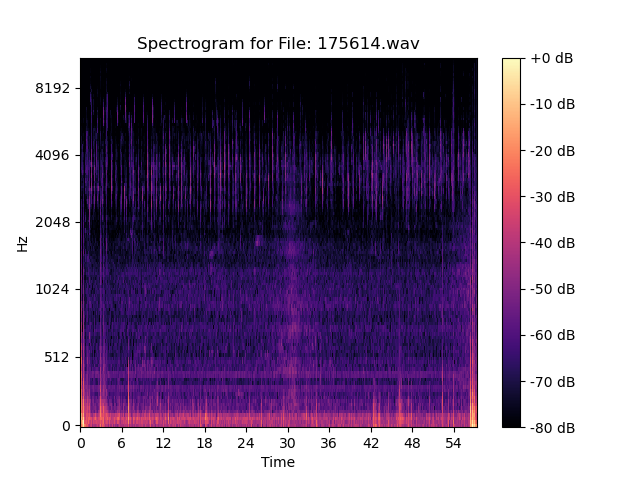 Spectrogram for File: 175614.wav
8192
4096
2048
1024
512
0
Hz
0 6 12 18 24 30 36 42 48 54
Time
+0 dB
-10 dB
-20 dB
-30 dB
-40 dB
-50 dB
-60 dB
-70 dB
-80 dB